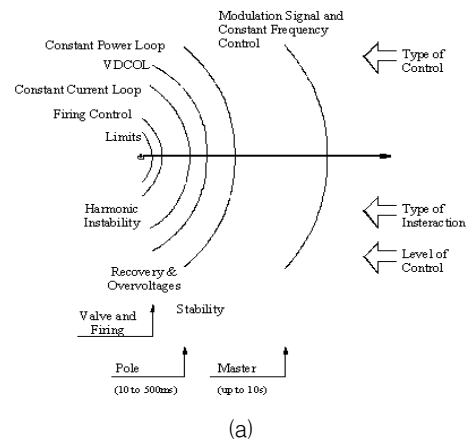 Modulation Signal and
Constant Frequency
Control
Constant Power Loop
VDCOL
Constant Current Loop
Firing Control
Limits
Type of
Control
Harmonic
Instability
Type of
Insteraction
Level of
Control
Recovery &
Overvoltages
Stability
Valve and
Firing
Pole
(10 to 500ms)
Master
(up to 10s)
(a)